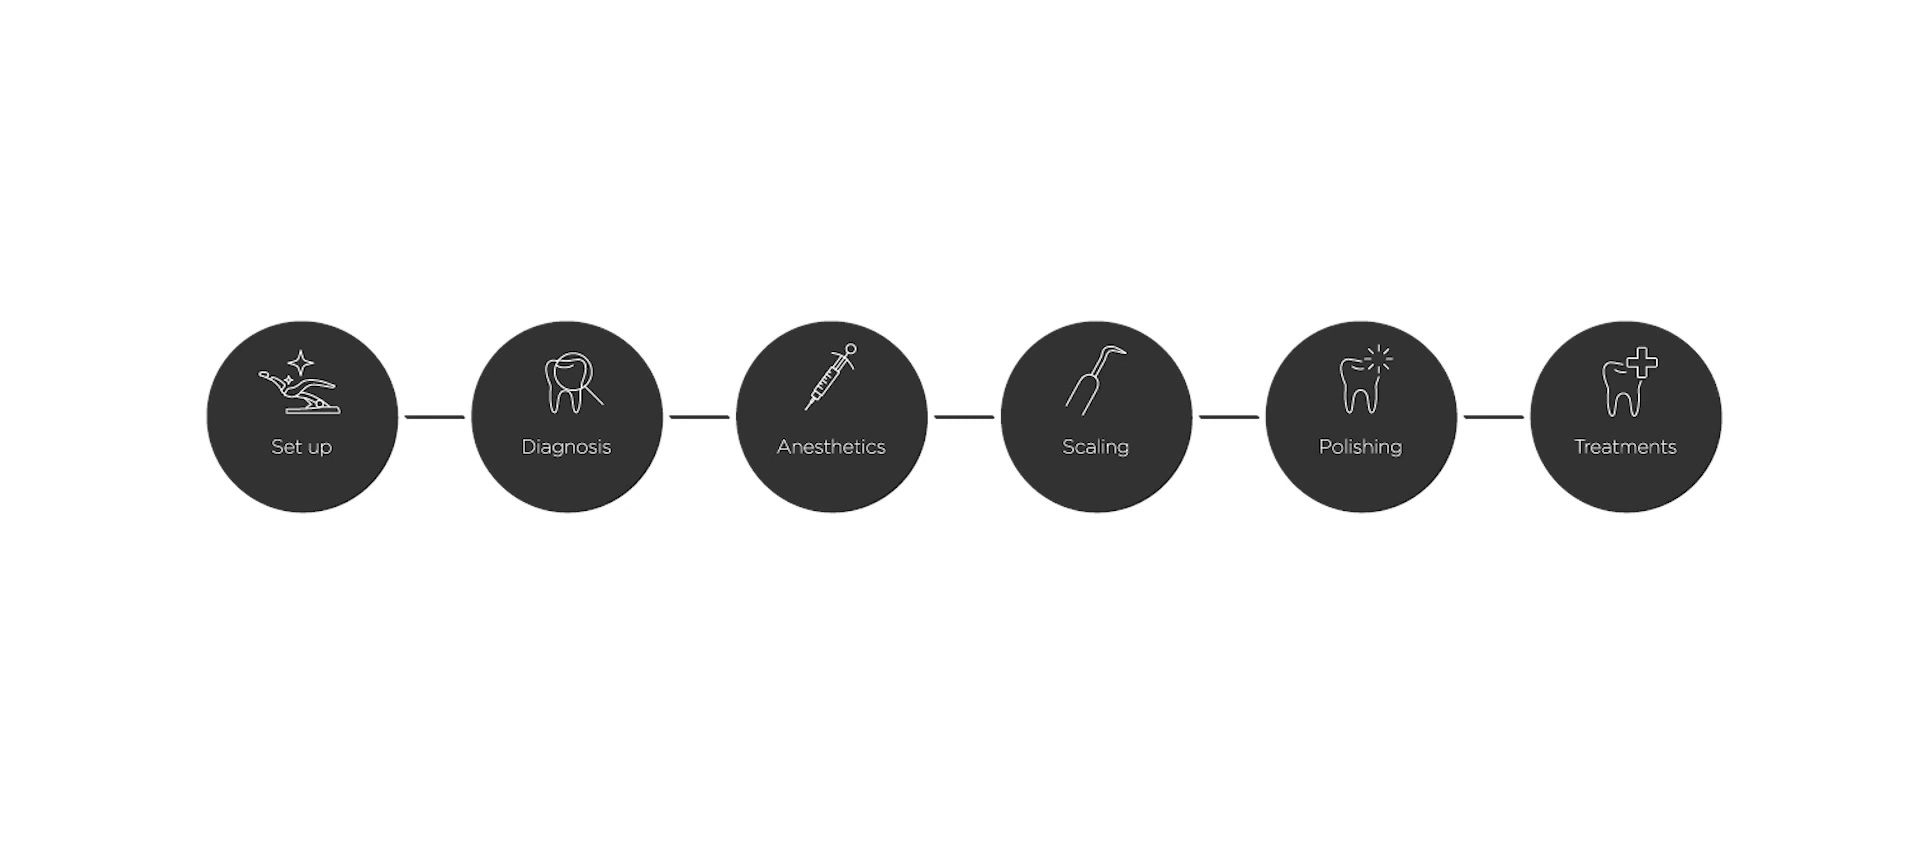 Set up
Diagnosis
Anesthetics
Scaling
Polishing
Treatments